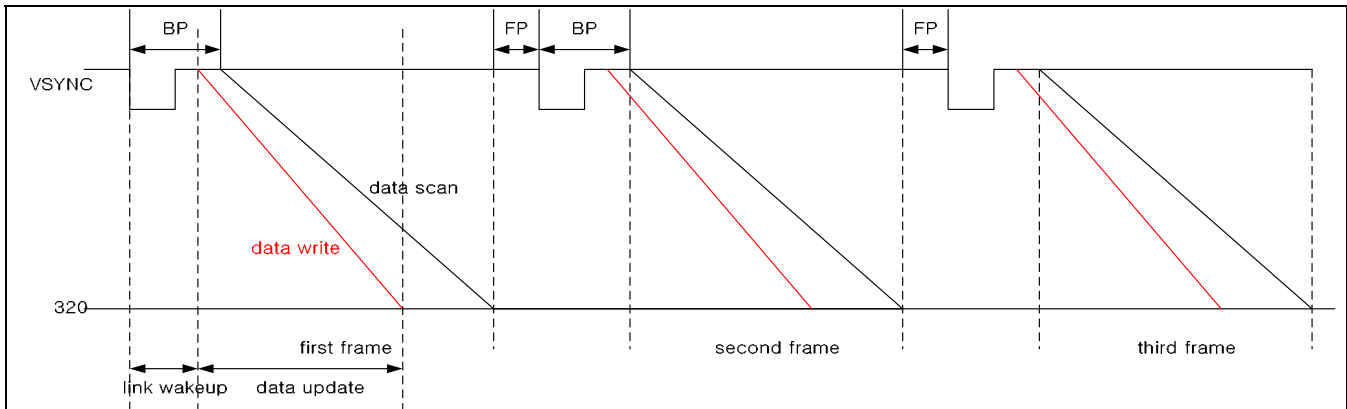 BP
FP
BP
FP
VSYNC
data scan
data write
320
first frame
second frame
third frame
link wakeup
data update